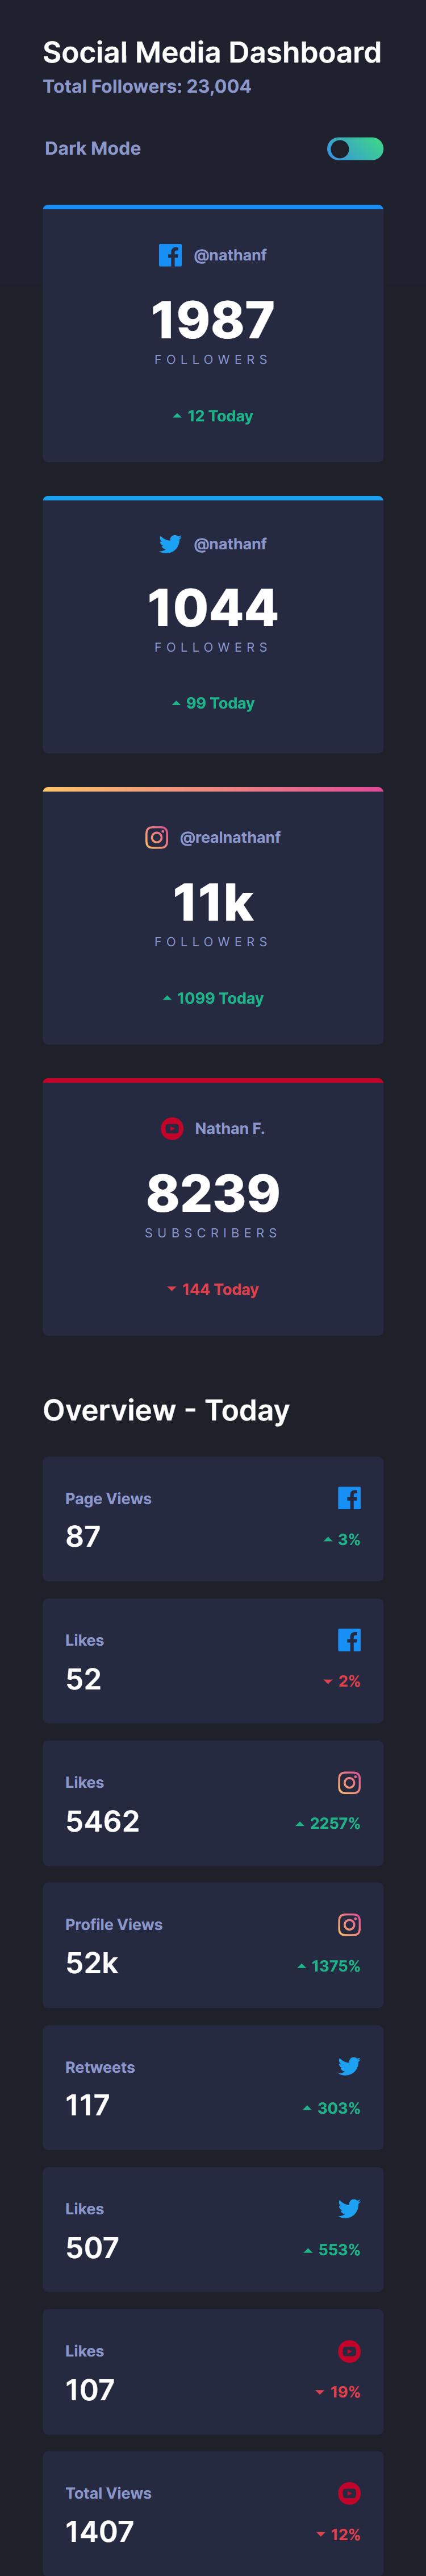 Social Media Dashboard
Total Followers: 23,004
Dark Mode
@nathanf
1987
FOLLOWERS
12 Today
@nathanf
1044
FOLLOWERS
99 Today
@realnathanf
11k
FOLLOWERS
1099 Today
Nathan F.
8239
SUBSCRIBERS
144 Today
Overview - Today
Page Views
87
3%
Likes
52
2%
Likes
5462
2257%
Profile Views
52k
1375%
Retweets
117
303%
Likes
507
553%
Likes
107
19%
Total Views
1407
12%